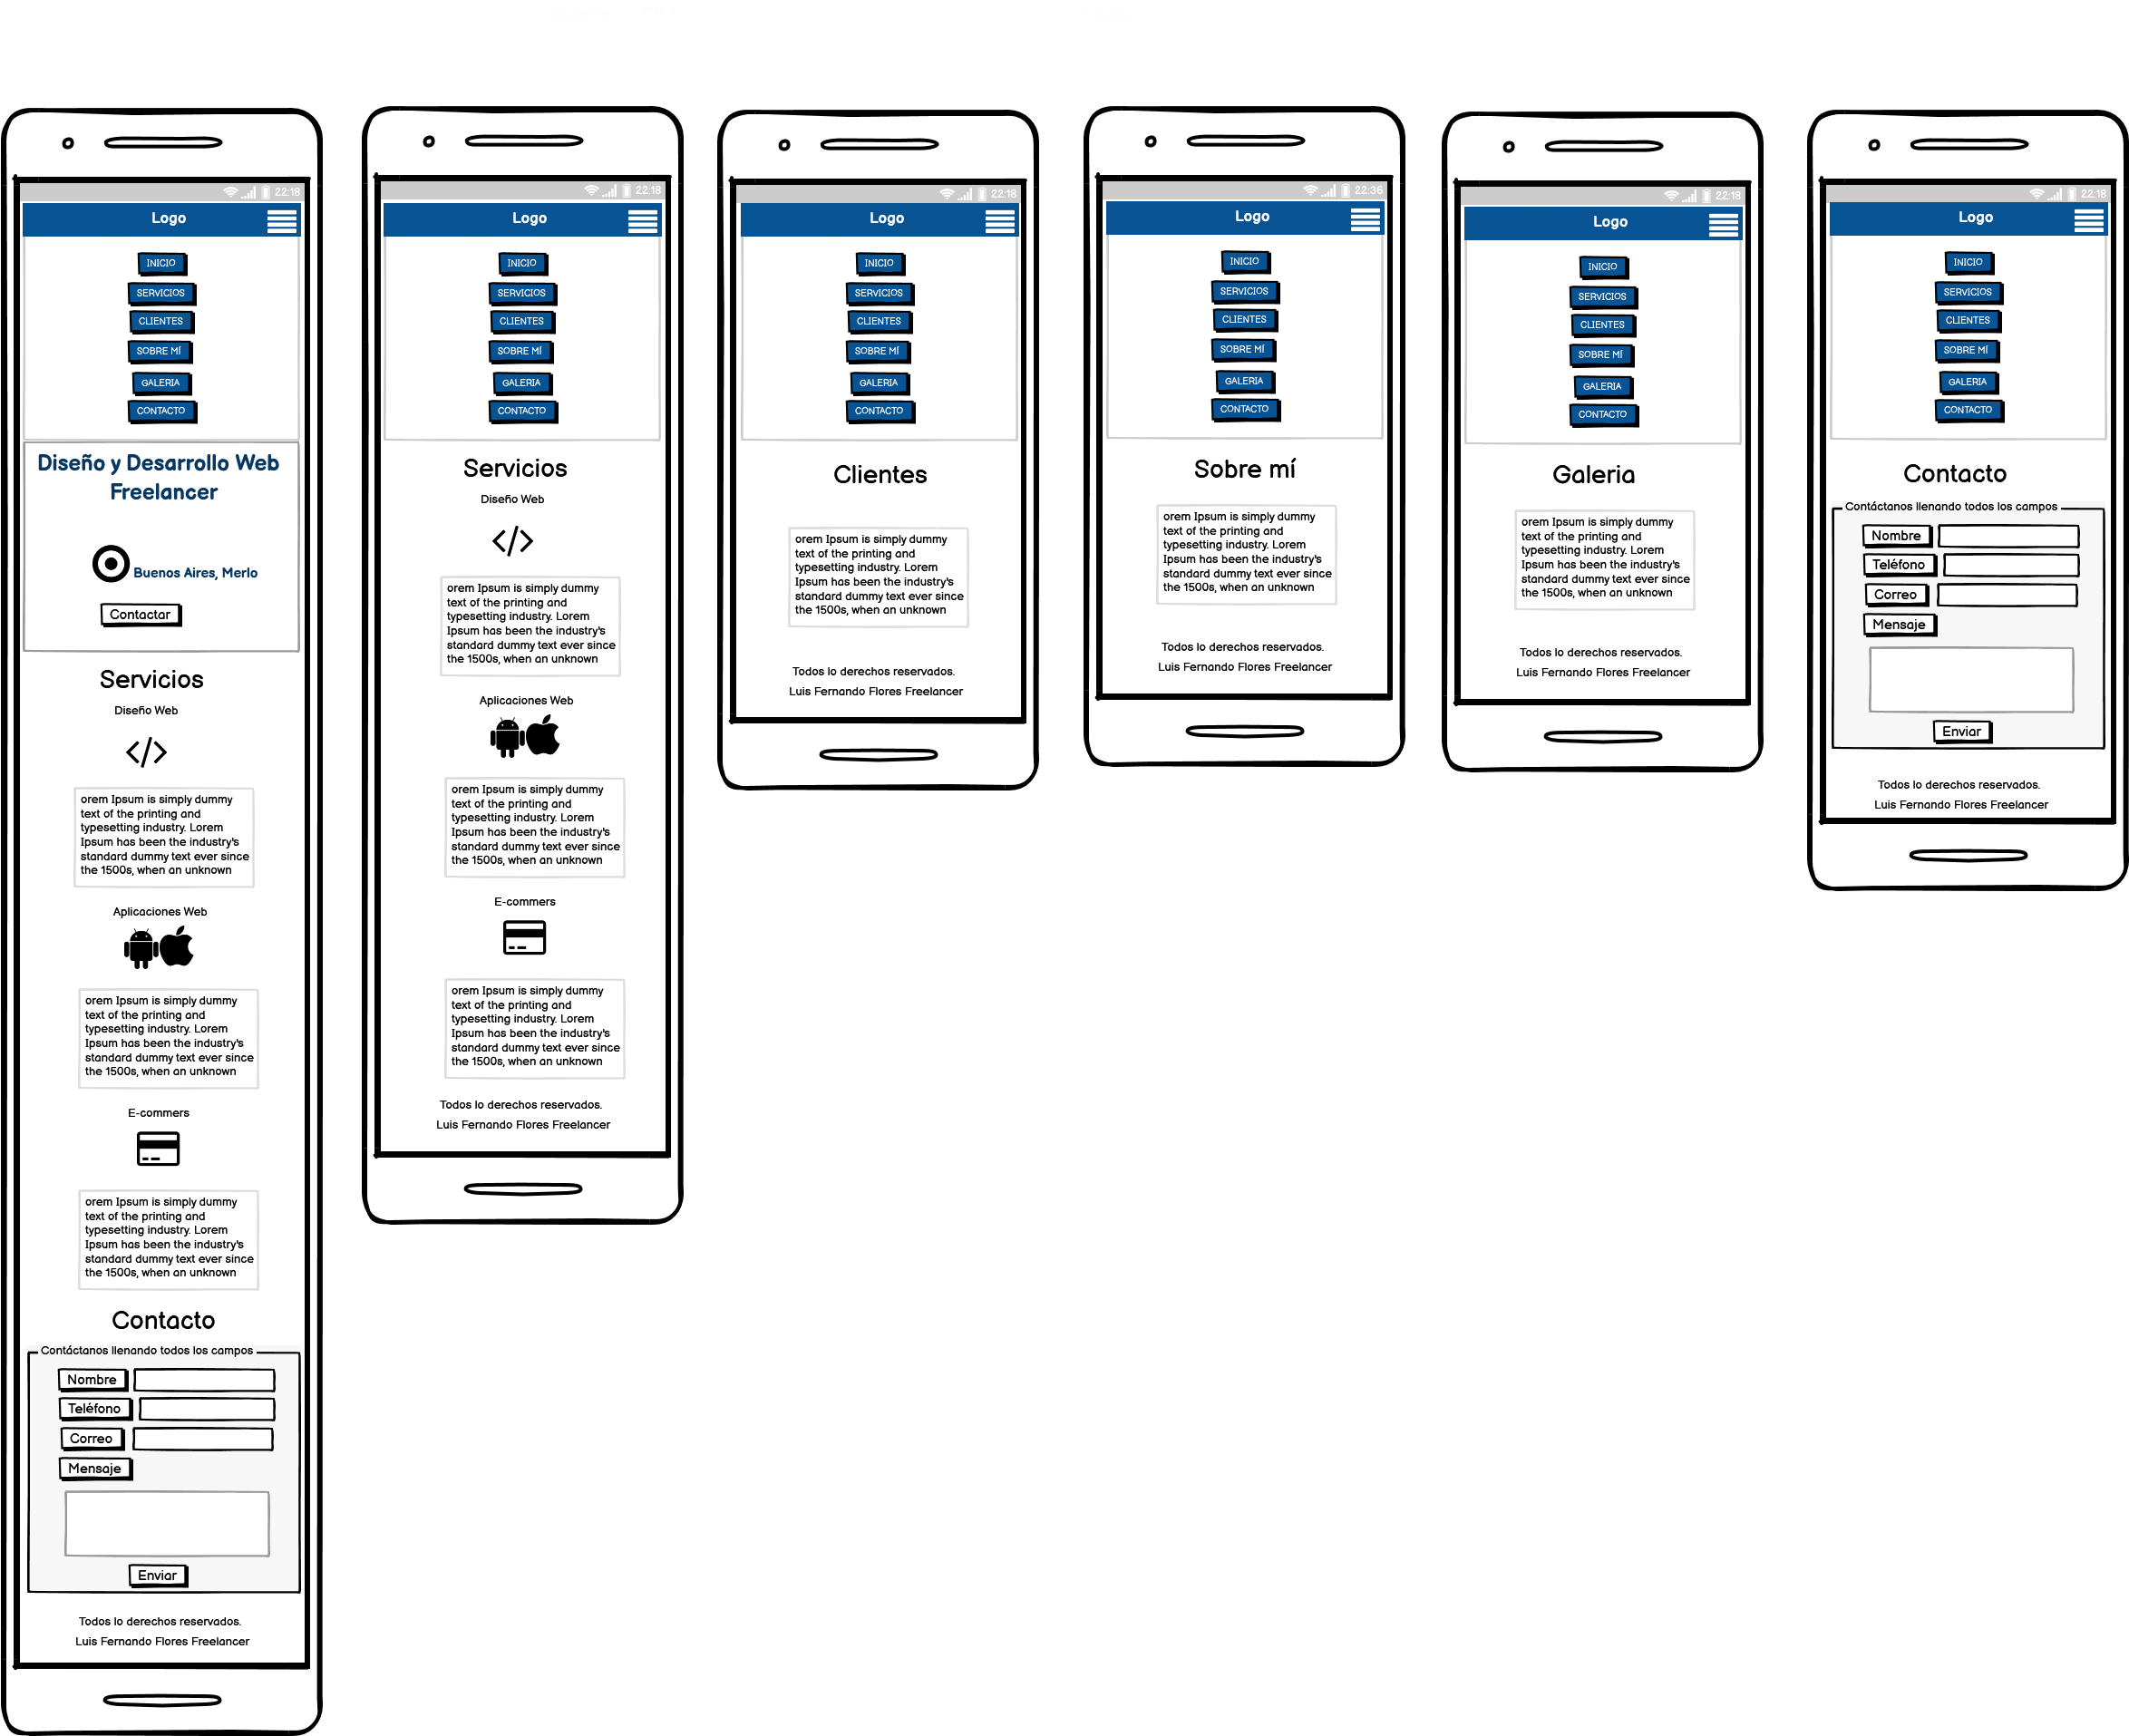 22:18
Logo
INICIO
SERVICIOS
CLIENTES
SOBRE MÍ
GALERIA
CONTACTO
Diseño y Desarrollo Web
Freelancer
Buenos Aires, Merlo
Contactar
Servicios
Diseño Web
orem Ipsum is simply dummy
text of the printing and
typesetting industry. Lorem
Ipsum has been the industry's
standard dummy text ever since
the 1500s, when an unknown
Aplicaciones Web
orem Ipsum is simply dummy
text of the printing and
typesetting industry. Lorem
Ipsum has been the industry's
standard dummy text ever since
the 1500s, when an unknown
E-commers
orem Ipsum is simply dummy
text of the printing and
typesetting industry. Lorem
Ipsum has been the industry's
standard dummy text ever since
the 1500s, when an unknown
Contacto
Contáctanos llenando todos los campos
Nombre
Teléfono
Correo
Mensaje
Enviar
Todos lo derechos reservados.
Luis Fernando Flores Freelancer
22:18
Logo
INICIO
SERVICIOS
CLIENTES
SOBRE MÍ
GALERIA
CONTACTO
Servicios
Diseño Web
orem Ipsum is simply dummy
text of the printing and
typesetting industry. Lorem
Ipsum has been the industry's
standard dummy text ever since
the 1500s, when an unknown
Aplicaciones Web
orem Ipsum is simply dummy
text of the printing and
typesetting industry. Lorem
Ipsum has been the industry's
standard dummy text ever since
the 1500s, when an unknown
E-commers
orem Ipsum is simply dummy
text of the printing and
typesetting industry. Lorem
Ipsum has been the industry's
standard dummy text ever since
the 1500s, when an unknown
Todos lo derechos reservados.
Luis Fernando Flores Freelancer
22:18
Logo
INICIO
SERVICIOS
CLIENTES
SOBRE MÍ
GALERIA
CONTACTO
Clientes
orem Ipsum is simply dummy
text of the printing and
typesetting industry. Lorem
Ipsum has been the industry's
standard dummy text ever since
the 1500s, when an unknown
Todos lo derechos reservados.
Luis Fernando Flores Freelancer
22:36
Logo
INICIO
SERVICIOS
CLIENTES
SOBRE MÍ
GALERIA
CONTACTO
Sobre mí
orem Ipsum is simply dummy
text of the printing and
typesetting industry. Lorem
Ipsum has been the industry's
standard dummy text ever since
the 1500s, when an unknown
Todos lo derechos reservados.
Luis Fernando Flores Freelancer
22:18
Logo
INICIO
SERVICIOS
CLIENTES
SOBRE MÍ
GALERIA
CONTACTO
Galeria
orem Ipsum is simply dummy
text of the printing and
typesetting industry. Lorem
Ipsum has been the industry's
standard dummy text ever since
the 1500s, when an unknown
Todos lo derechos reservados.
Luis Fernando Flores Freelancer
22:18
Logo
INICIO
SERVICIOS
CLIENTES
SOBRE MÍ
GALERIA
CONTACTO
Contacto
Contáctanos llenando todos los campos
Nombre
Teléfono
Correo
Mensaje
Enviar
Todos lo derechos reservados.
Luis Fernando Flores Freelancer